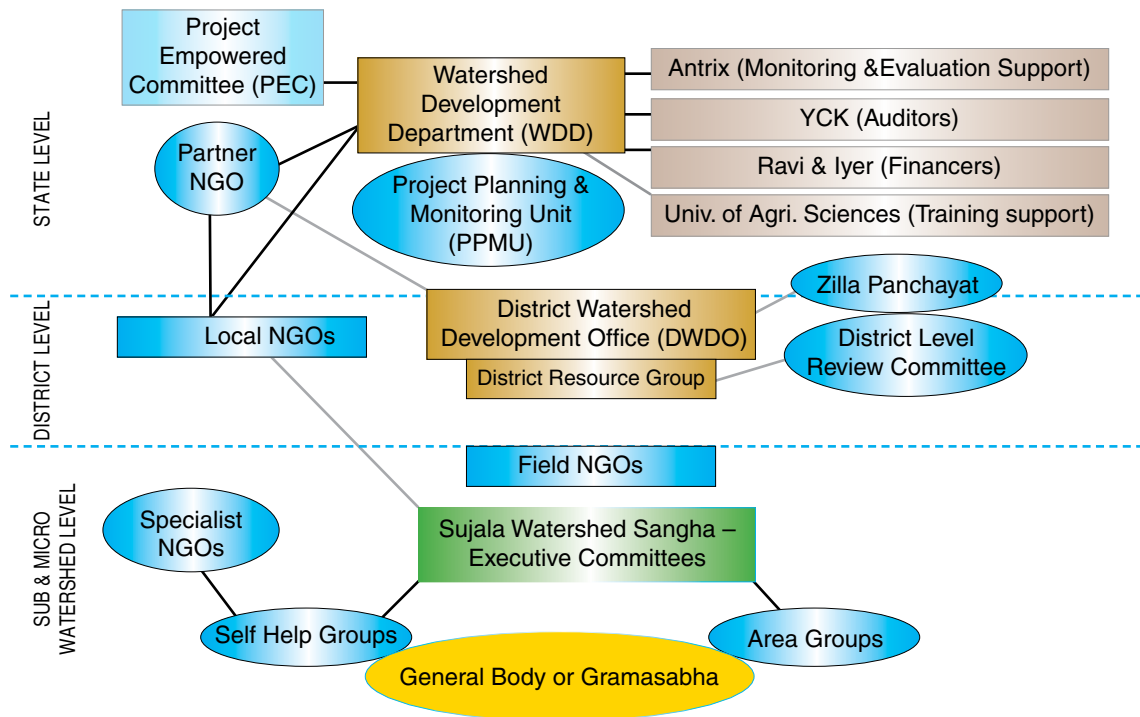 STATE LEVEL
Project
Empowered
Committee (PEC)
Watershed
Development
Department (WDD)
Antrix (Monitoring &Evaluation Support)
YCK (Auditors)
Ravi & Iyer (Financers)
Univ. of Agri. Sciences (Training support)
Partner
NGO
Project Planning &
Monitoring Unit
(PPMU)
DISTRICT LEVEL
Zilla Panchayat
Local NGOs
District Watershed
Development Office (DWDO)
District Resource Group
District Level
Review Committee
SUB & MICRO
WATERSHED LEVEL
Field NGOs
Specialist
NGOs
Sujala Watershed Sangha –
Executive Committees
Self Help Groups
Area Groups
General Body or Gramasabha